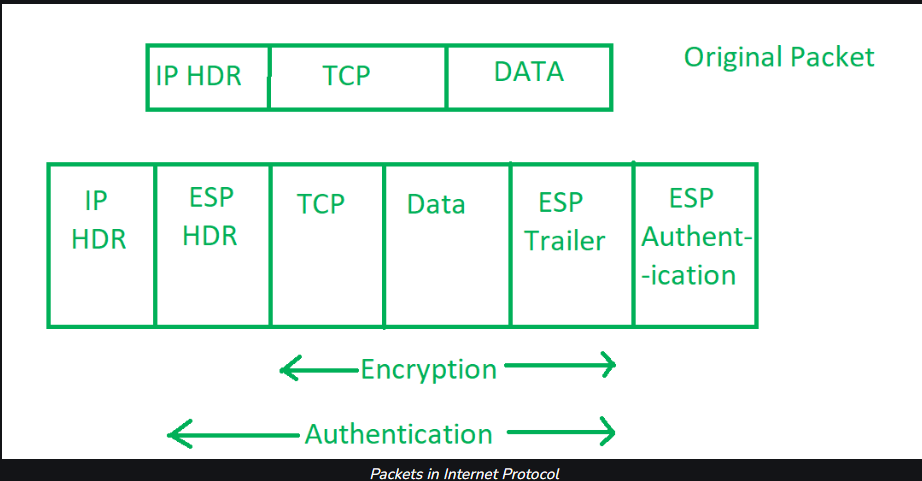 IP HDR
TCP
DATA
Original Packet
IP
HDR
ESP
HDR
TCP
Data
ESP
Trailer
ESP
Authent-
-ication
Encryption
Authentication
Packets in Internet Protocol